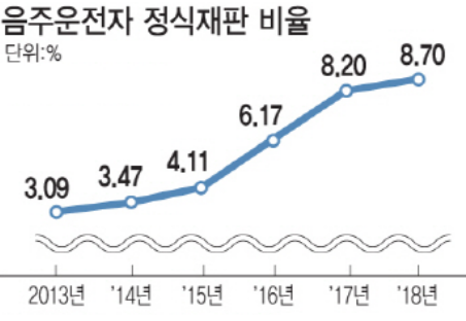 음주운전자 정식재판 비율
단위:%
3.09
3.47
4.11
6.17
8.20
8.70
2013년 '14년 '15년 '16년 '17년 '18년